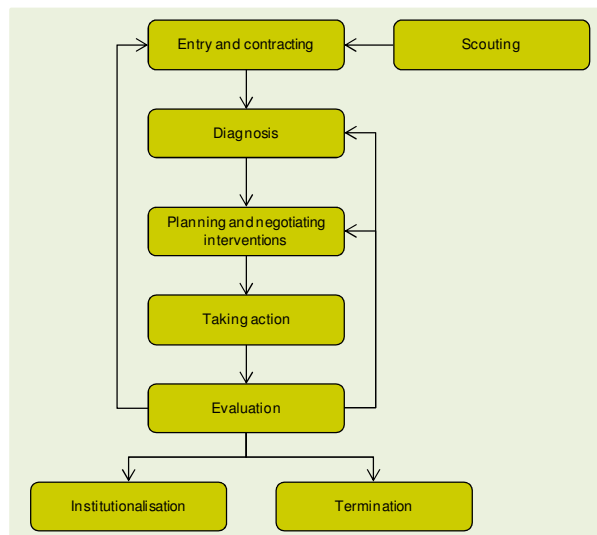 Entry and contracting
Scouting
Diagnosis
Planning and negotiating
interventions
Taking action
Evaluation
Institutionalisation
Termination